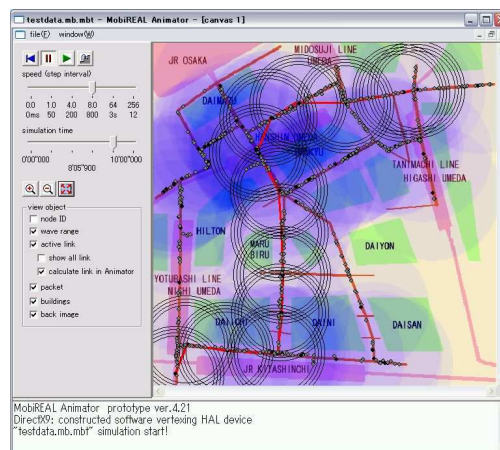 testdata.mb.mbt - MobiREAL Animator - [canvas 1]
file(F) window(W)
speed (step interval)
0.0 1.0 4.0 8.0 64 256
0ms 50 200 800 3s 12
simulation time
0'00"000 10'00"000
8'05"900
view object
node ID
wave range
active link
show all link
calculate link in Animator
packet
buildings
back image
JR OSAKA
MIDOSUJI LINE
UMEDA
DAIMARU
HANSHIN UMEDA
TANIMACHI LINE
HIGASHI UMEDA
HILTON
MARU
BIRU
DAIYON
YOTUBASHI LINE
NISHI UMEDA
DAIICHI
DAINI
DAISAN
JR KITASHINCHI
MobiREAL Animator prototype ver.4.21
DirectX9: constructed software vertexing HAL device
"testdata.mb.mbt" simulation start!